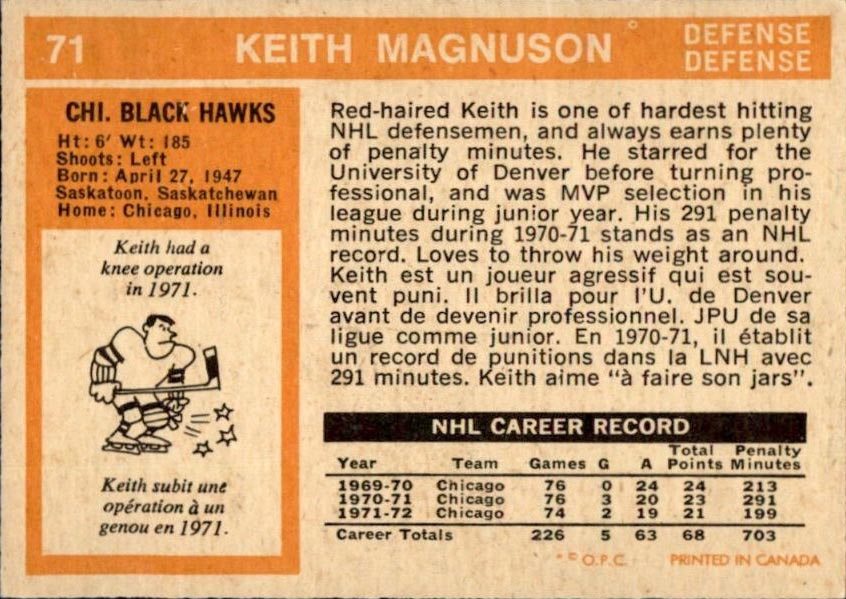 71 KEITH MAGNUSON DEFENSE
DEFENSE
CHI. BLACK HAWKS
Ht: 6' Wt: 185
Shoots: Left
Born: April 27, 1947
Saskatoon, Saskatchewan
Home: Chicago, Illinois
Keith had a
knee operation
in 1971.
Keith subit une
opération à un
genou en 1971.
Red-haired Keith is one of hardest hitting
NHL defensemen, and always earns plenty
of penalty minutes. He starred for the
University of Denver before turning pro-
fessional, and was MVP selection in his
league during junior year. His 291 penalty
minutes during 1970-71 stands as an NHL
record. Loves to throw his weight around.
Keith est un joueur agressif qui est sou-
vent puni. Il brilla pour l'U. de Denver
avant de devenir professionnel. JPU de sa
ligue comme junior. En 1970-71, il établit
un record de punitions dans la LNH avec
291 minutes. Keith aime "à faire son jars".
NHL CAREER RECORD
Total Penalty
Year Team Games G A Points Minutes
1969-70 Chicago 76 0 24 24 213
1970-71 Chicago 76 3 20 23 291
1971-72 Chicago 74 2 19 21 199
Career Totals 226 5 63 68 703
* © O.P.C. PRINTED IN CANADA